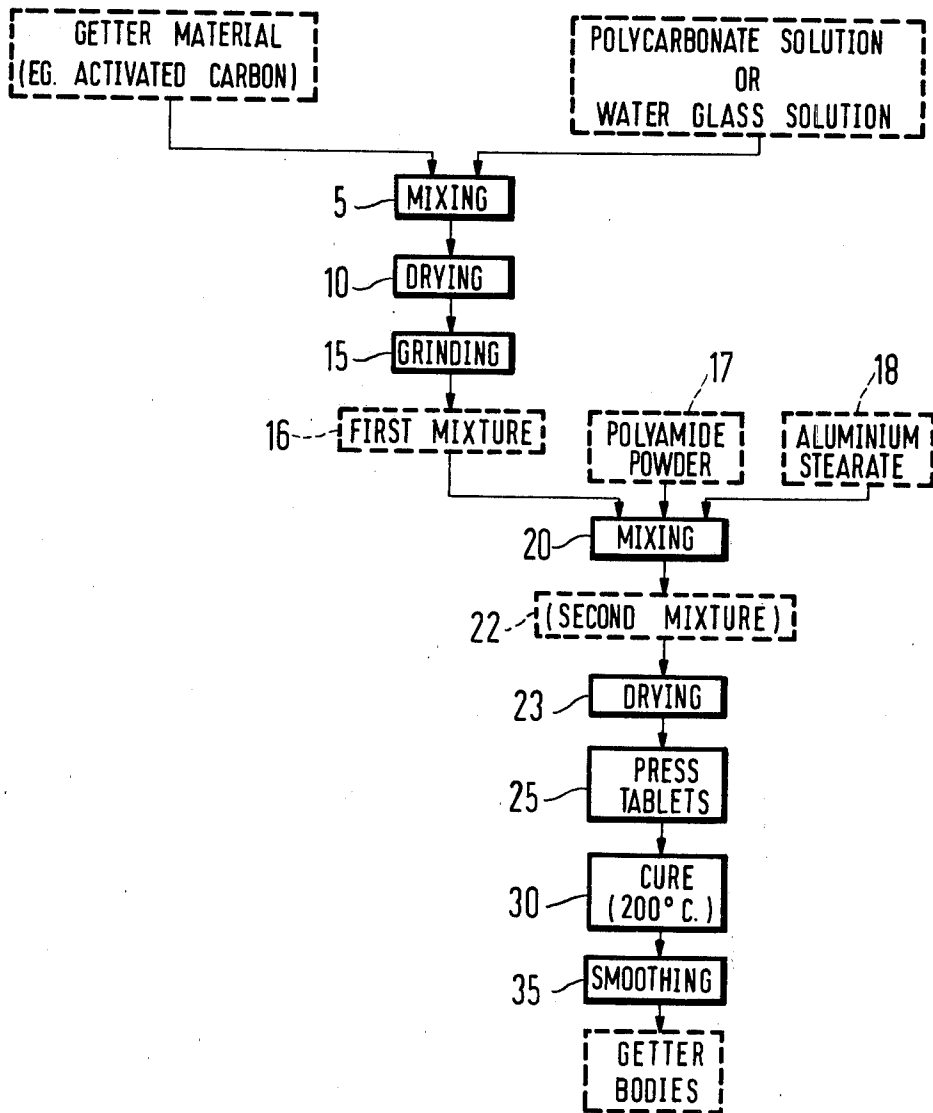 GETTER MATERIAL
(EG. ACTIVATED CARBON)
POLYCARBONATE SOLUTION
OR
WATER GLASS SOLUTION
5
MIXING
10
DRYING
15
GRINDING
16
FIRST MIXTURE
17
POLYAMIDE
POWDER
18
ALUMINIUM
STEARATE
20
MIXING
22
(SECOND MIXTURE)
23
DRYING
25
PRESS
TABLETS
30
CURE
(200° C.)
35
SMOOTHING
GETTER
BODIES